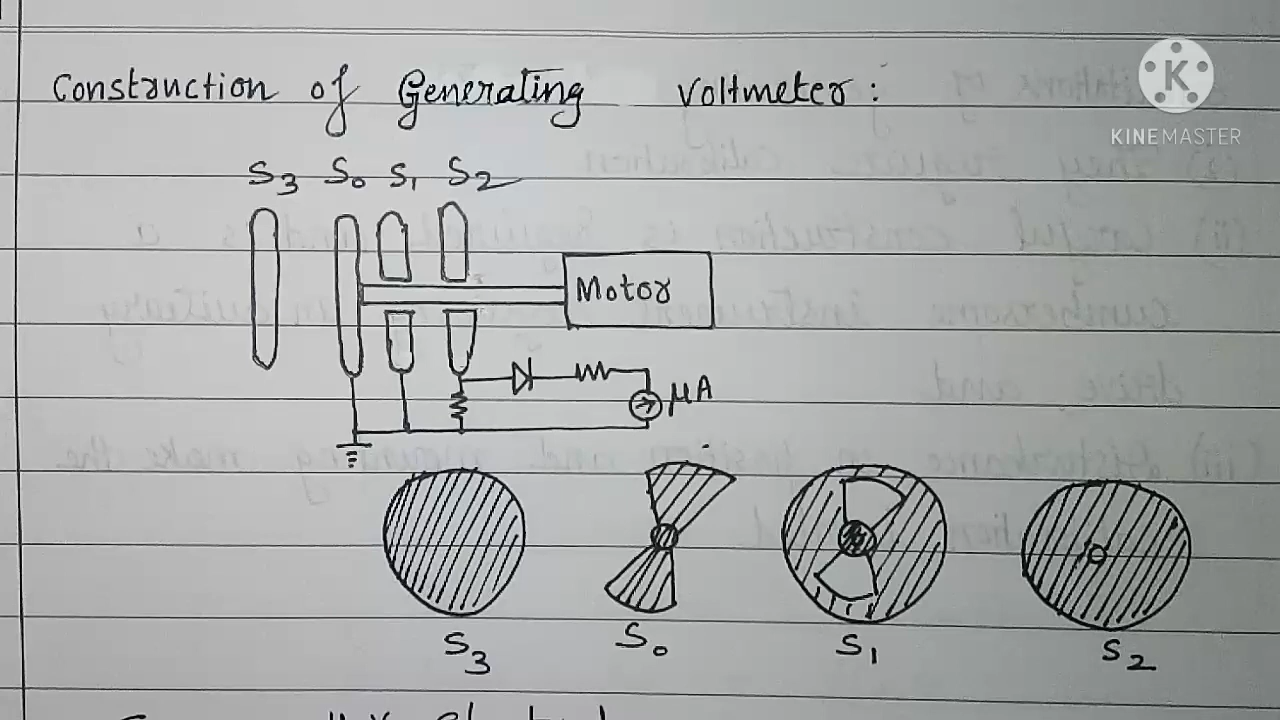 Construction of Generating Voltmeter:
K
KINEMASTER
S3 S0 S1 S2
Motor
μA
S3 S0 S1 S2